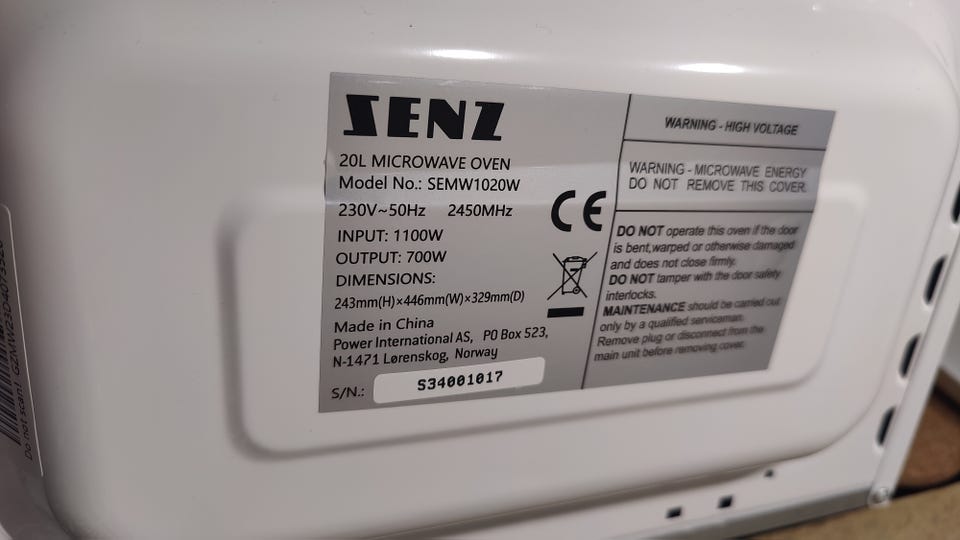 SENZ
20L MICROWAVE OVEN
Model No.: SEMW1020W
230V~50Hz 2450MHz
INPUT: 1100W
OUTPUT: 700W
DIMENSIONS:
243mm(H)×446mm(W)×329mm(D)
Made in China
Power International AS, PO Box 523,
N-1471 Lørenskog, Norway
S/N.: S34001017
CE
WARNING - HIGH VOLTAGE
WARNING - MICROWAVE ENERGY
DO NOT REMOVE THIS COVER.
DO NOT operate this oven if the door
is bent,warped or otherwise damaged
and does not close firmly.
DO NOT tamper with the door safety
interlocks.
MAINTENANCE should be carried out
only by a qualified serviceman.
Remove plug or disconnect from the
main unit before removing cover.
Do not scan!